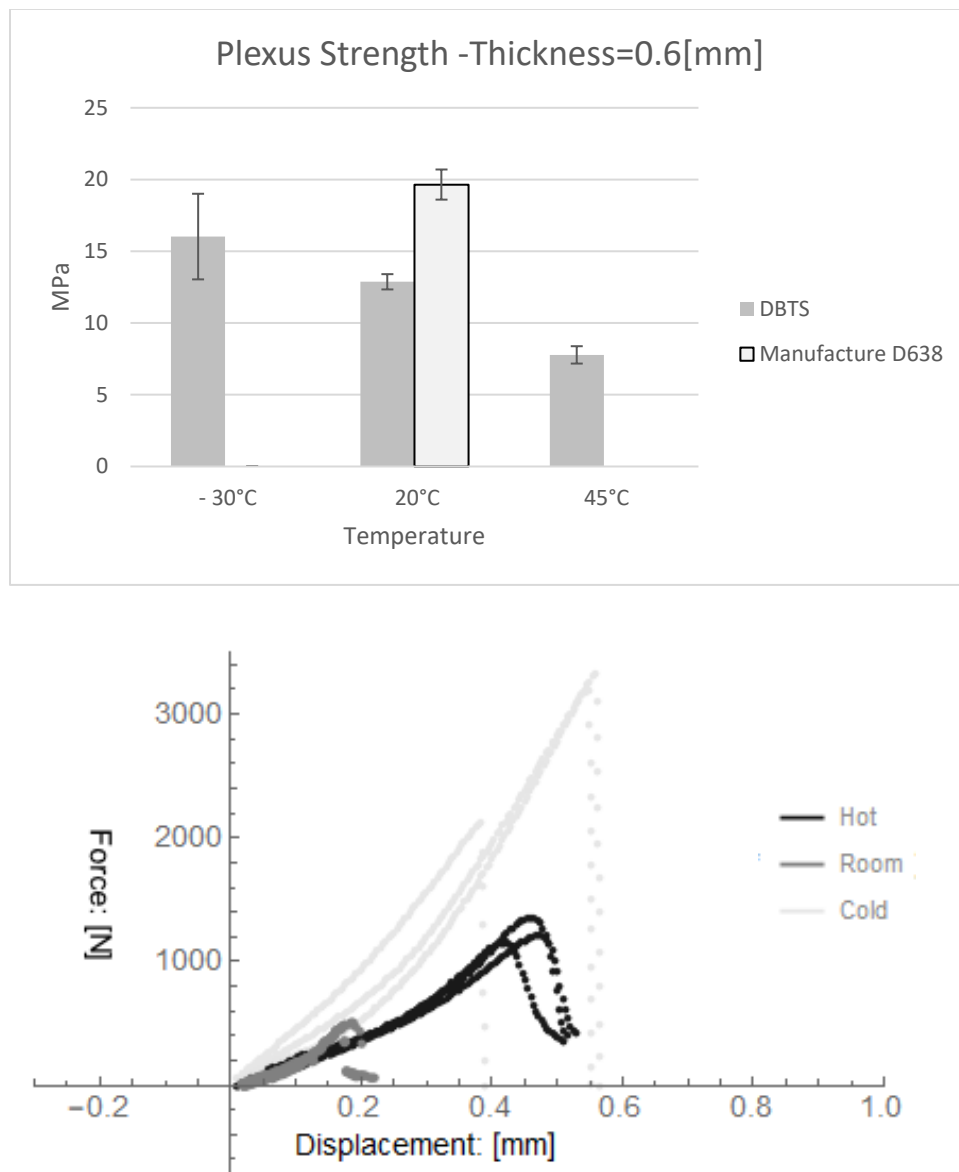 Plexus Strength -Thickness=0.6[mm]
25
20
15
10
5
0
MPa
- 30°C
20°C
45°C
Temperature
DBTS
Manufacture D638
3000
2000
1000
Force: [N]
Hot
Room
Cold
−0.2
0.2
0.4
0.6
0.8
1.0
Displacement: [mm]